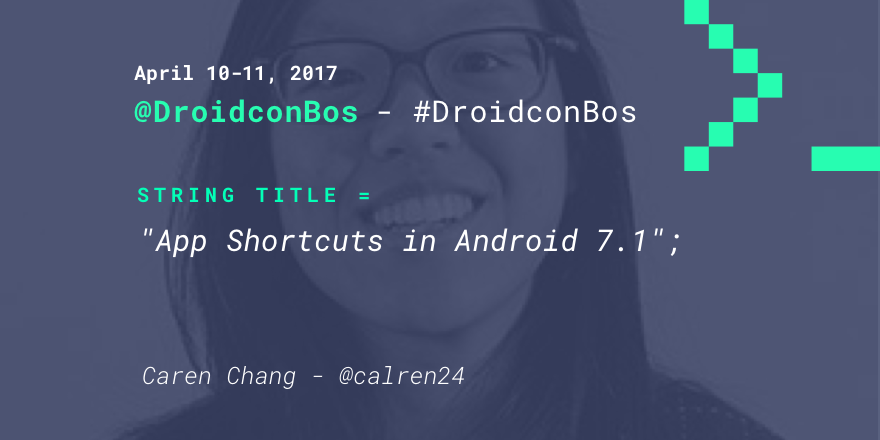 April 10-11, 2017
@DroidconBos - #DroidconBos
STRING TITLE =
"App Shortcuts in Android 7.1";
Caren Chang - @calren24